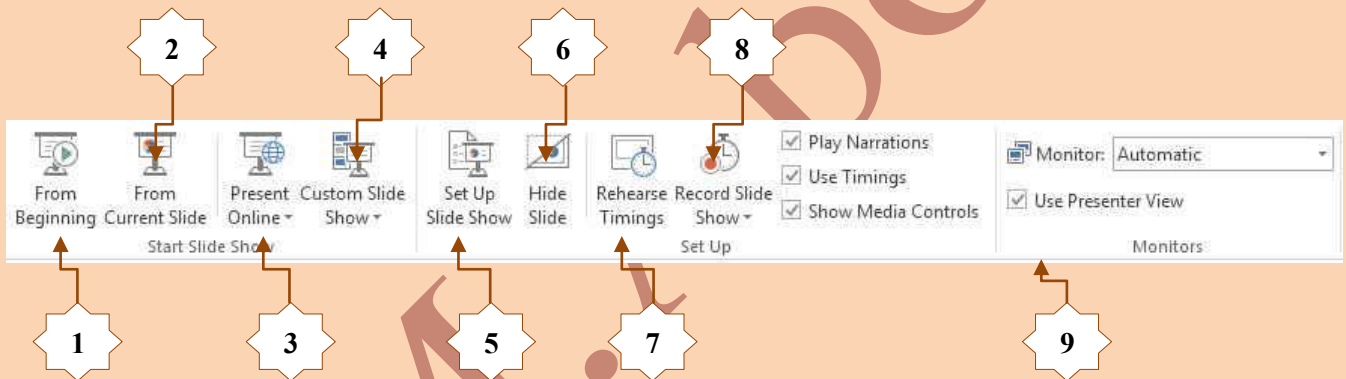 2 4 6 8
From Beginning
From Current Slide
Present Online
Custom Slide Show
Set Up Slide Show
Hide Slide
Rehearse Timings
Record Slide Show
Play Narrations
Use Timings
Show Media Controls
Monitor: Automatic
Use Presenter View
Start Slide Show
Set Up
Monitors
1 3 5 7 9